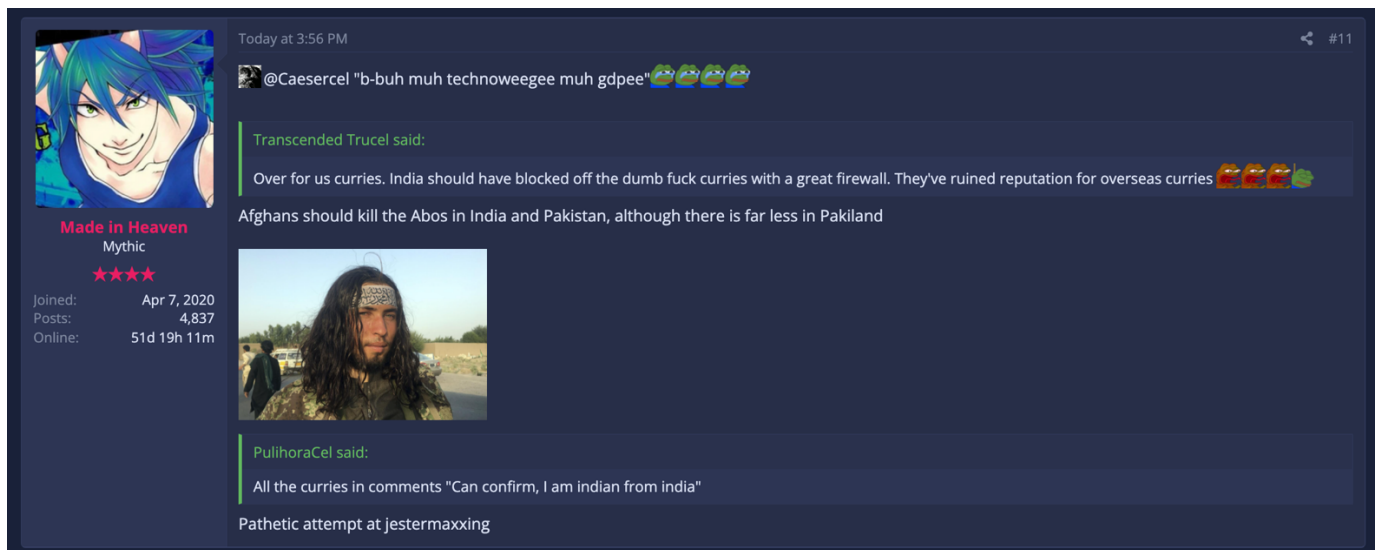 Today at 3:56 PM
#11
@Caesercel "b-buh muh technoweegee muh gdpee"
Transcended Trucel said:
Over for us curries. India should have blocked off the dumb fuck curries with a great firewall. They've ruined reputation for overseas curries
Afghans should kill the Abos in India and Pakistan, although there is far less in Pakiland
Made in Heaven
Mythic
Joined: Apr 7, 2020
Posts: 4,837
Online: 51d 19h 11m
PulihoraCel said:
All the curries in comments "Can confirm, I am indian from india"
Pathetic attempt at jestermaxxing